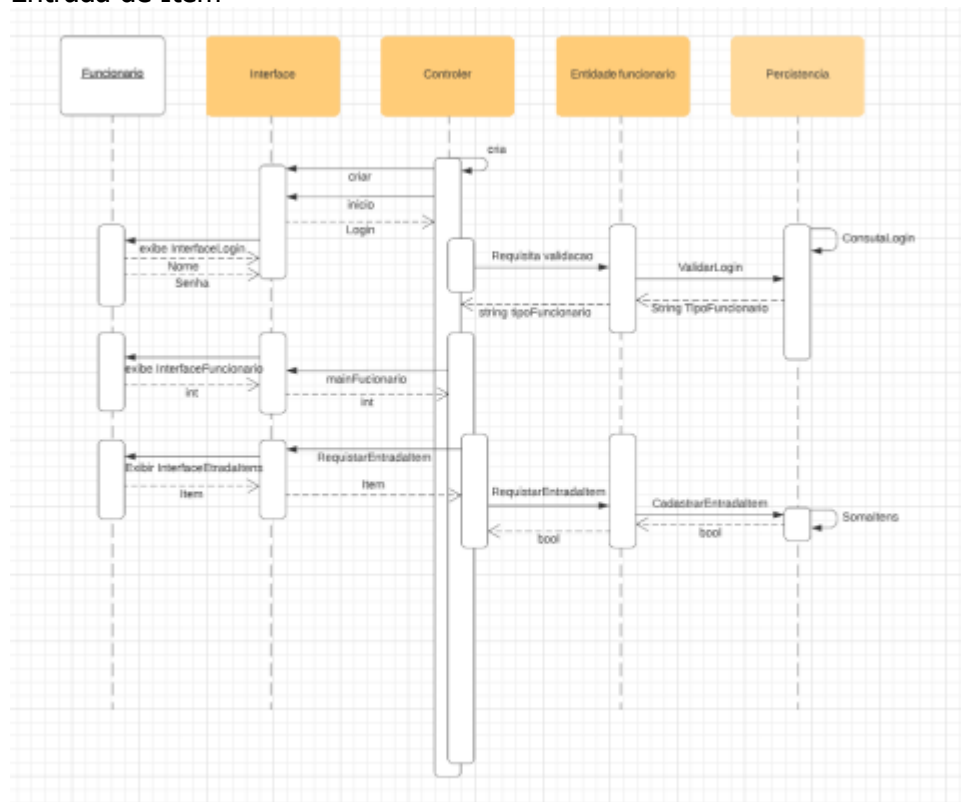 Entrada de Item
Funcionario
Interface
Controler
Entidade funcionario
Percistencia
cria
criar
inicio
Login
exibe InterfaceLogin
Nome
Senha
Requisita validacao
ValidarLogin
ConsutaLogin
string tipoFuncionario
String TipoFuncionario
exibe InterfaceFuncionario
int
mainFucionario
int
Exibir InterfaceEtradaItens
Item
RequistarEntradaItem
Item
RequistarEntradaItem
bool
CadastrarEntradaItem
bool
SomaItens